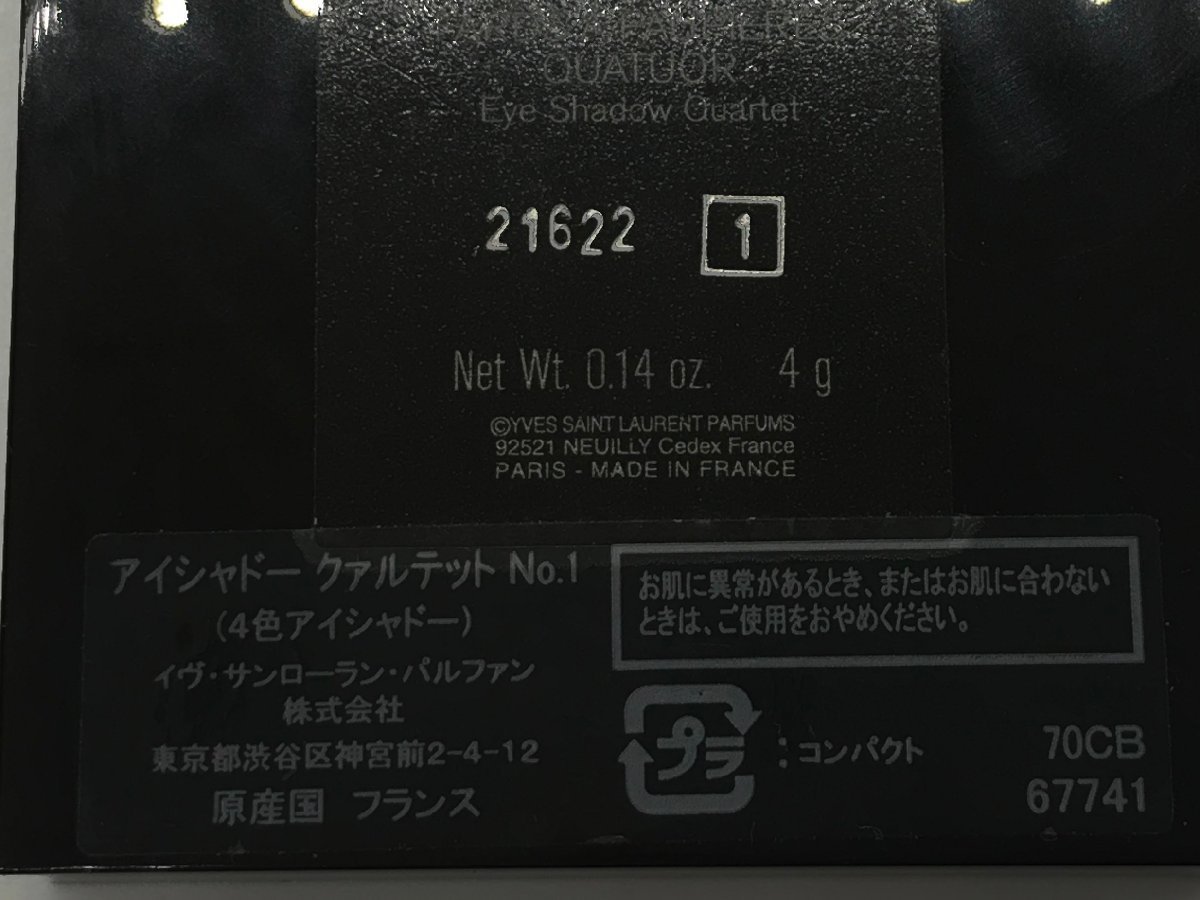 QUATUOR
Eye Shadow Quartet
21622 1
Net Wt. 0.14 oz. 4 g
©YVES SAINT LAURENT PARFUMS
92521 NEUILLY Cedex France
PARIS - MADE IN FRANCE
アイシャドー クァルテット No.1
(4色アイシャドー)
イヴ・サンローラン・パルファン
株式会社
東京都渋谷区神宮前2-4-12
原産国 フランス
お肌に異常があるとき、またはお肌に合わない
ときは、ご使用をおやめください。
プラ :コンパクト
70CB
67741